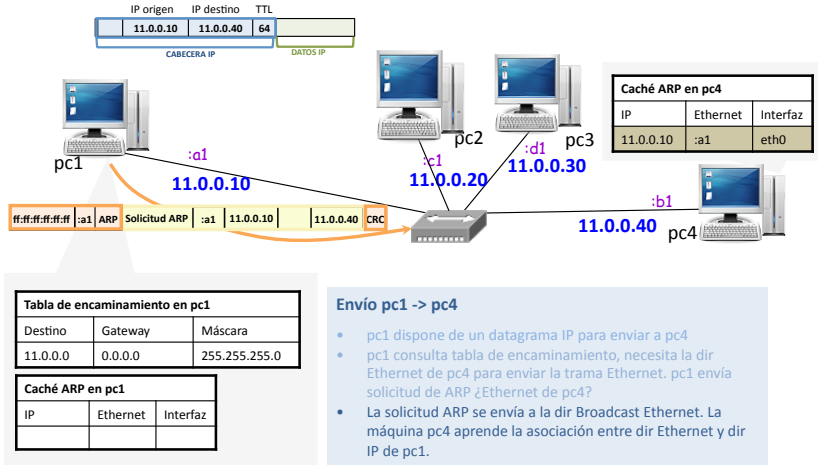 IP origen IP destino TTL
11.0.0.10 11.0.0.40 64
CABECERA IP DATOS IP
pc1
:a1
11.0.0.10
pc2
:c1
11.0.0.20
pc3
:d1
11.0.0.30
Caché ARP en pc4
IP Ethernet Interfaz
11.0.0.10 :a1 eth0
:b1
11.0.0.40
pc4
ff:ff:ff:ff:ff:ff :a1 ARP Solicitud ARP :a1 11.0.0.10 11.0.0.40 CRC
Tabla de encaminamiento en pc1
Destino Gateway Máscara
11.0.0.0 0.0.0.0 255.255.255.0
Caché ARP en pc1
IP Ethernet Interfaz
Envío pc1 -> pc4
• pc1 dispone de un datagrama IP para enviar a pc4
• pc1 consulta tabla de encaminamiento, necesita la dir
Ethernet de pc4 para enviar la trama Ethernet. pc1 envía
solicitud de ARP ¿Ethernet de pc4?
• La solicitud ARP se envía a la dir Broadcast Ethernet. La
máquina pc4 aprende la asociación entre dir Ethernet y dir
IP de pc1.